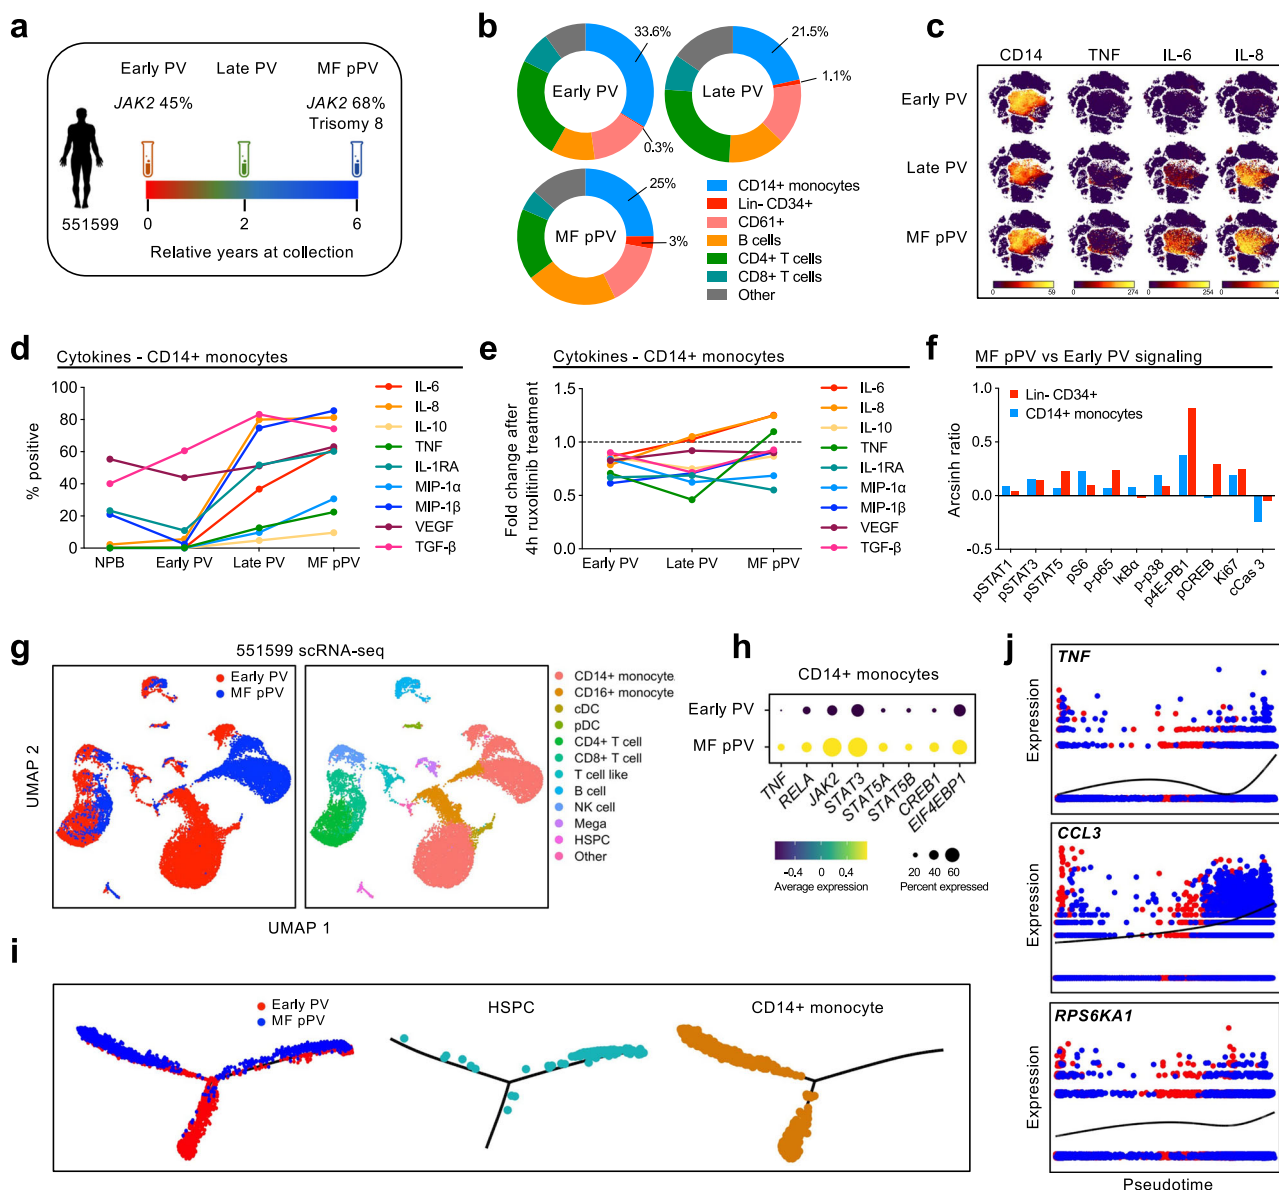 a
Early PV Late PV MF pPV
JAK2 45% JAK2 68%
Trisomy 8
551599
0 2 6
Relative years at collection
b
33.6%
Early PV
0.3%
21.5%
1.1%
Late PV
25%
3%
MF pPV
CD14+ monocytes
Lin- CD34+
CD61+
B cells
CD4+ T cells
CD8+ T cells
Other
c
CD14 TNF IL-6 IL-8
Early PV
Late PV
MF pPV
0 59 0 274 0 254 0 4
d
Cytokines - CD14+ monocytes
% positive
100
80
60
40
20
0
NPB Early PV Late PV MF pPV
IL-6
IL-8
IL-10
TNF
IL-1RA
MIP-1α
MIP-1β
VEGF
TGF-β
e
Cytokines - CD14+ monocytes
Fold change after
4h ruxolitinib treatment
1.5
1.0
0.5
0.0
Early PV Late PV MF pPV
IL-6
IL-8
IL-10
TNF
IL-1RA
MIP-1α
MIP-1β
VEGF
TGF-β
f
MF pPV vs Early PV signaling
Arcsinh ratio
1.0
0.5
0.0
-0.5
Lin- CD34+
CD14+ monocytes
pSTAT1
pSTAT3
pSTAT5
pS6
p-p65
IκBα
p-p38
p4E-PB1
pCREB
Ki67
cCas 3
g
551599 scRNA-seq
Early PV
MF pPV
UMAP 2
UMAP 1
CD14+ monocyte
CD16+ monocyte
cDC
pDC
CD4+ T cell
CD8+ T cell
T cell like
B cell
NK cell
Mega
HSPC
Other
h
CD14+ monocytes
Early PV
MF pPV
TNF
RELA
JAK2
STAT3
STAT5A
STAT5B
CREB1
EIF4EBP1
-0.4 0 0.4
Average expression
20 40 60
Percent expressed
i
Early PV
MF pPV
HSPC
CD14+ monocyte
j
TNF
Expression
CCL3
Expression
RPS6KA1
Expression
Pseudotime